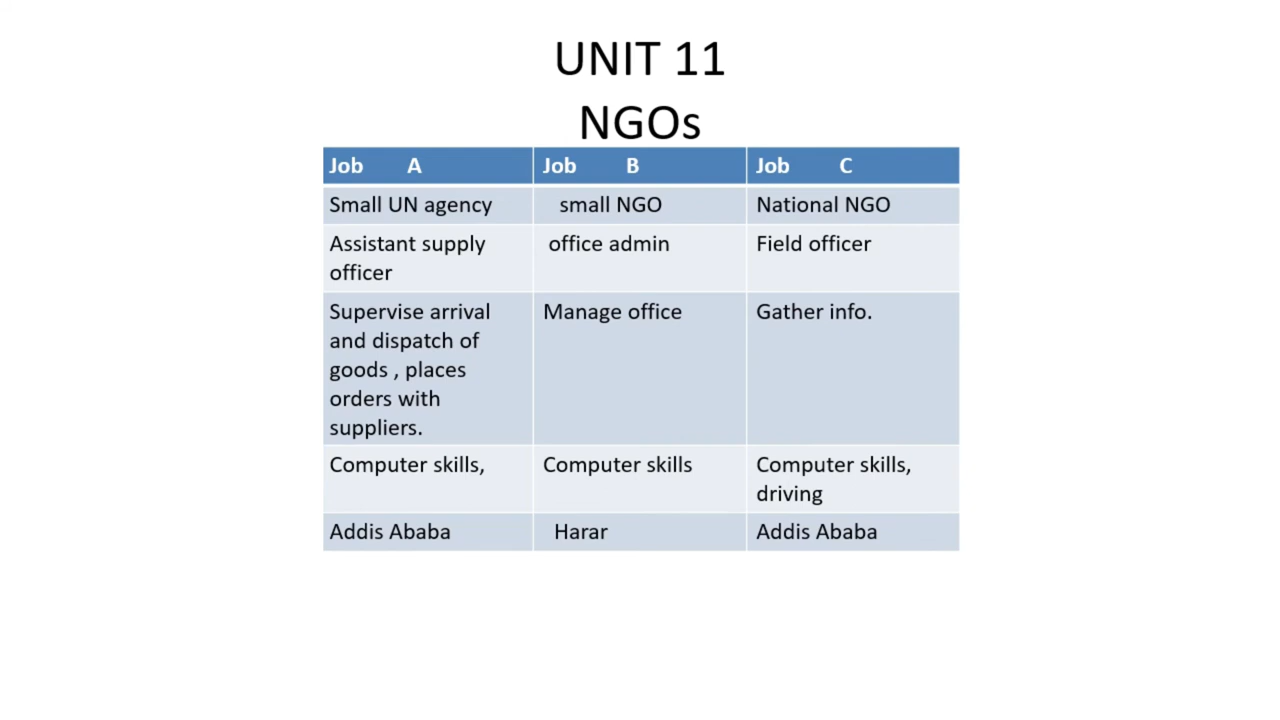 UNIT 11
NGOs
Job A
Job B
Job C
Small UN agency
small NGO
National NGO
Assistant supply
officer
office admin
Field officer
Supervise arrival
and dispatch of
goods , places
orders with
suppliers.
Manage office
Gather info.
Computer skills,
Computer skills
Computer skills,
driving
Addis Ababa
Harar
Addis Ababa